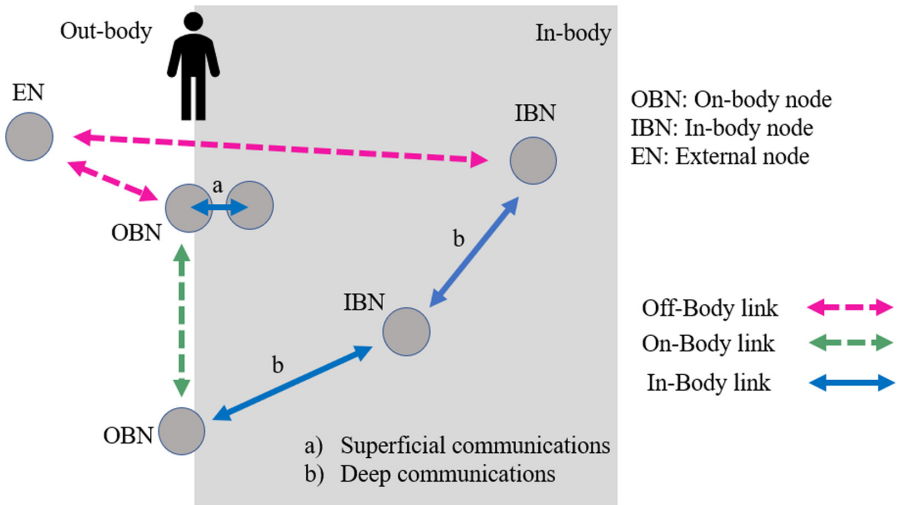 Out-body
In-body
EN
IBN
OBN: On-body node
IBN: In-body node
EN: External node
a
OBN
b
IBN
Off-Body link
On-Body link
b
In-Body link
OBN
a) Superficial communications
b) Deep communications